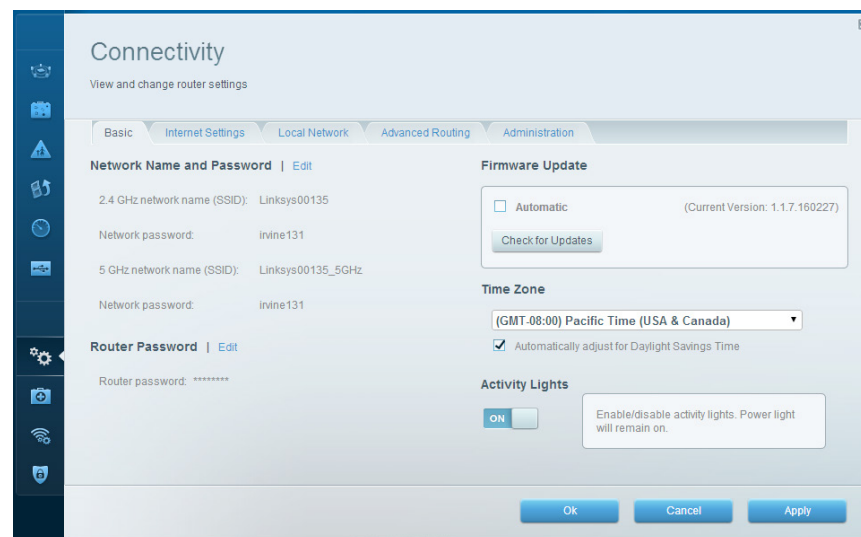 Connectivity
View and change router settings
Basic Internet Settings Local Network Advanced Routing Administration
Network Name and Password | Edit
2.4 GHz network name (SSID): Linksys00135
Network password: irvine131
5 GHz network name (SSID): Linksys00135_5GHz
Network password: irvine131
Router Password | Edit
Router password: ********
Firmware Update
Automatic (Current Version: 1.1.7.160227)
Check for Updates
Time Zone
(GMT-08:00) Pacific Time (USA & Canada)
Automatically adjust for Daylight Savings Time
Activity Lights
ON
Enable/disable activity lights. Power light
will remain on.
Ok Cancel Apply